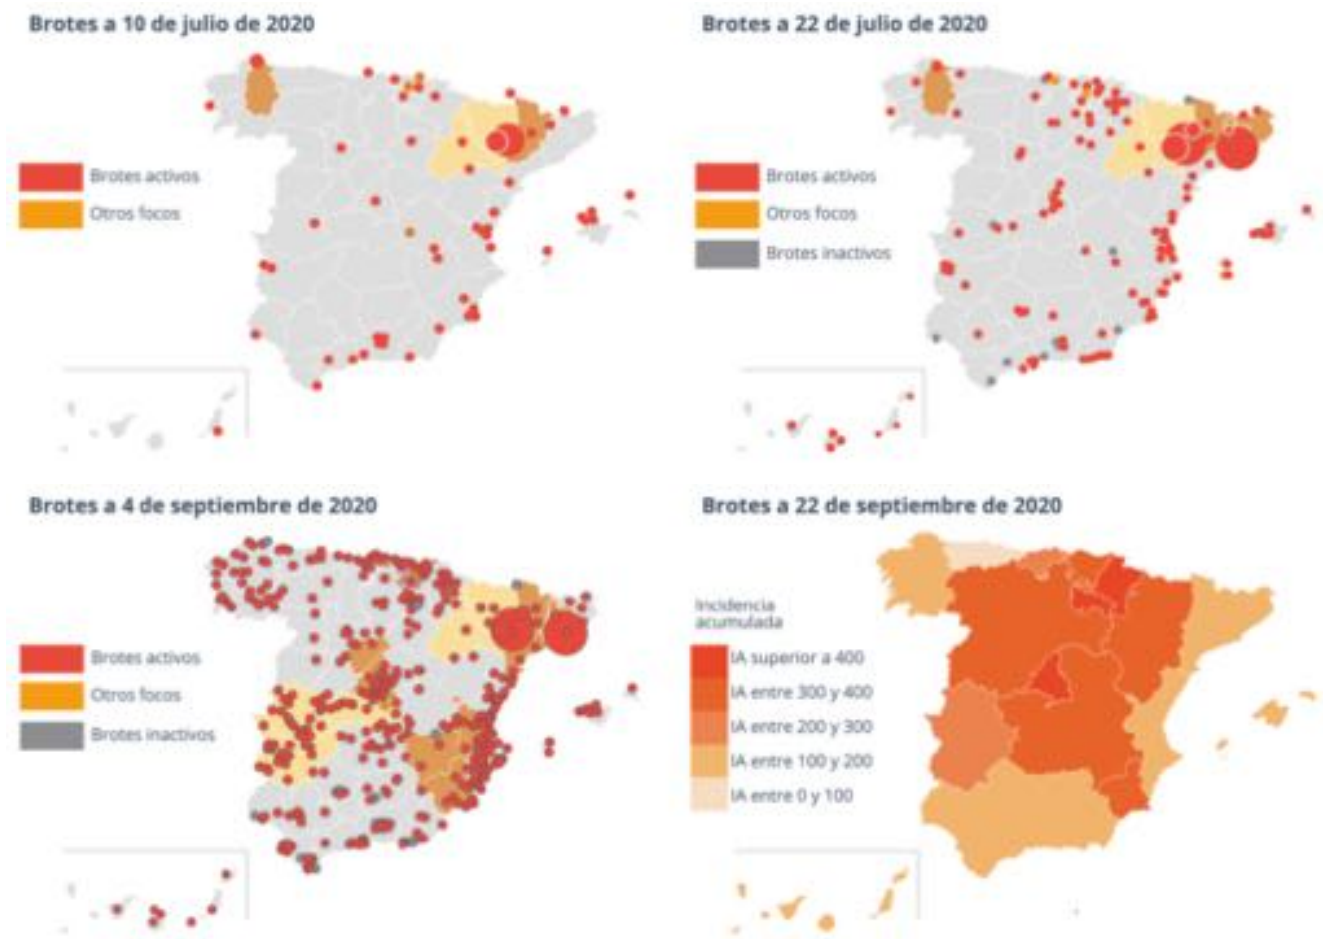 Brotes a 10 de julio de 2020
Brotes activos
Otros focos
Brotes a 22 de julio de 2020
Brotes activos
Otros focos
Brotes inactivos
Brotes a 4 de septiembre de 2020
Brotes activos
Otros focos
Brotes inactivos
Brotes a 22 de septiembre de 2020
Incidencia
acumulada
IA superior a 400
IA entre 300 y 400
IA entre 200 y 300
IA entre 100 y 200
IA entre 0 y 100